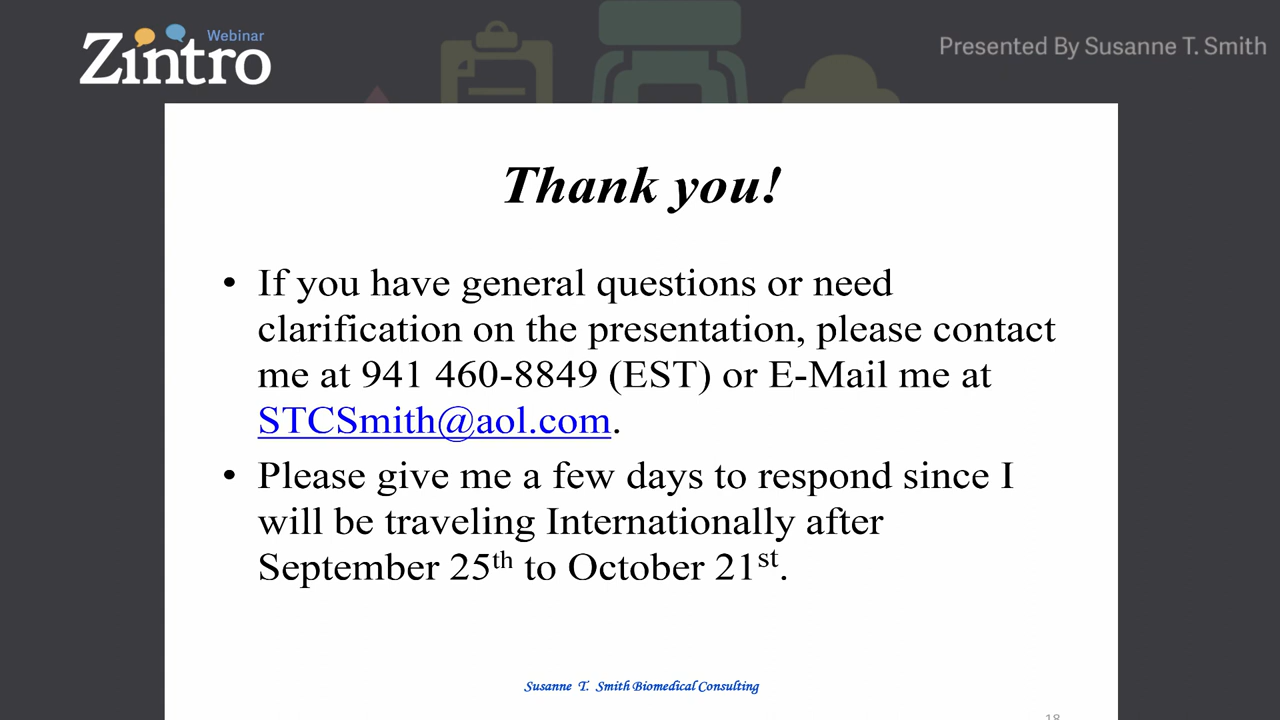 Webinar
Zintro
Presented By Susanne T. Smith
Thank you!
• If you have general questions or need
clarification on the presentation, please contact
me at 941 460-8849 (EST) or E-Mail me at
STCSmith@aol.com.
• Please give me a few days to respond since I
will be traveling Internationally after
September 25th to October 21st.
Susanne T. Smith Biomedical Consulting
18